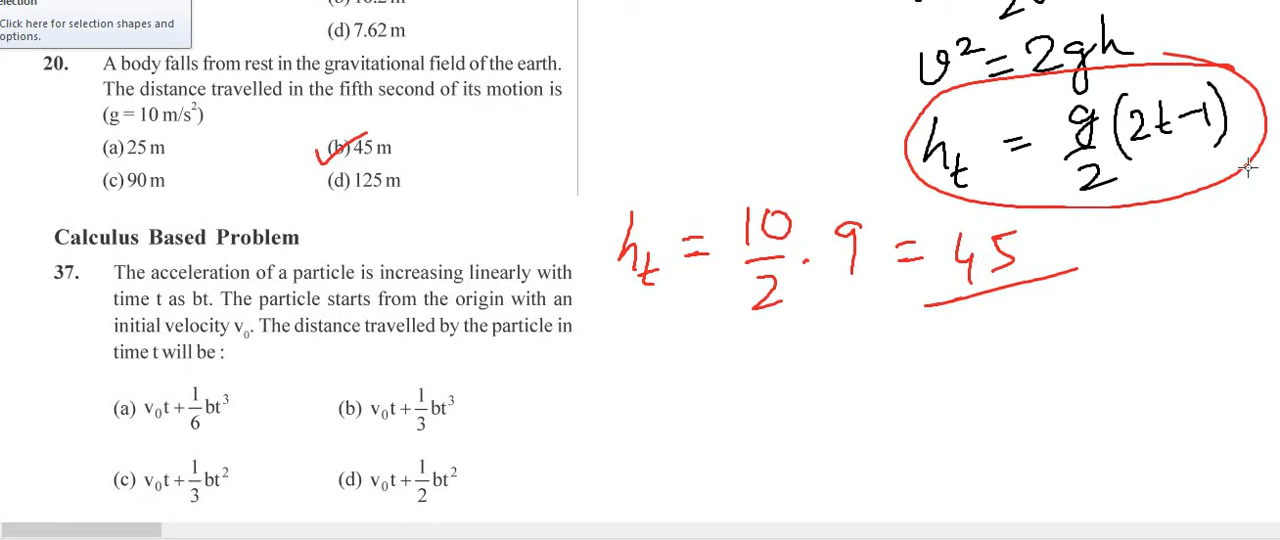 Click here for selection shapes and
options.
(d) 7.62 m
20. A body falls from rest in the gravitational field of the earth.
The distance travelled in the fifth second of its motion is
(g = 10 m/s²)
(a) 25 m (b) 45 m
(c) 90 m (d) 125 m
v² = 2gh
hₜ = g/2 (2t-1)
hₜ = 10/2 . 9 = 45
Calculus Based Problem
37. The acceleration of a particle is increasing linearly with
time t as bt. The particle starts from the origin with an
initial velocity v₀. The distance travelled by the particle in
time t will be :
(a) v₀t + 1/6 bt³ (b) v₀t + 1/3 bt³
(c) v₀t + 1/3 bt² (d) v₀t + 1/2 bt²